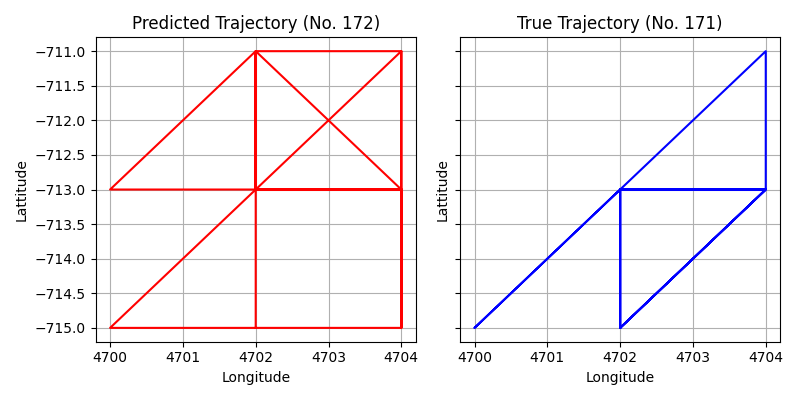 Predicted Trajectory (No. 172)
True Trajectory (No. 171)
−711.0
−711.5
−712.0
−712.5
−713.0
−713.5
−714.0
−714.5
−715.0
Lattitude
Lattitude
4700 4701 4702 4703 4704
4700 4701 4702 4703 4704
Longitude
Longitude